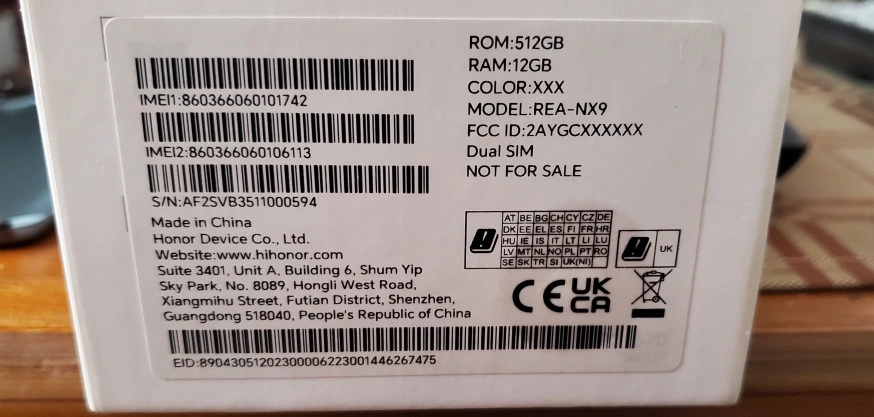 IMEI1:860366060101742
IMEI2:860366060106113
S/N:AF2SVB3511000594
Made in China
Honor Device Co., Ltd.
Website:www.hihonor.com
Suite 3401, Unit A, Building 6, Shum Yip
Sky Park, No. 8089, Hongli West Road,
Xiangmihu Street, Futian District, Shenzhen,
Guangdong 518040, People's Republic of China
EID:89043051202300006223001446267475
ROM:512GB
RAM:12GB
COLOR:XXX
MODEL:REA-NX9
FCC ID:2AYGCXXXXXX
Dual SIM
NOT FOR SALE
AT BE BG CH CY CZ DE
DK EE EL ES FI FR HR
HU IE IS IT LT LI LU
LV MT NL NO PL PT RO
SE SK TR SI UK(NI)
UK
CE UK
CA